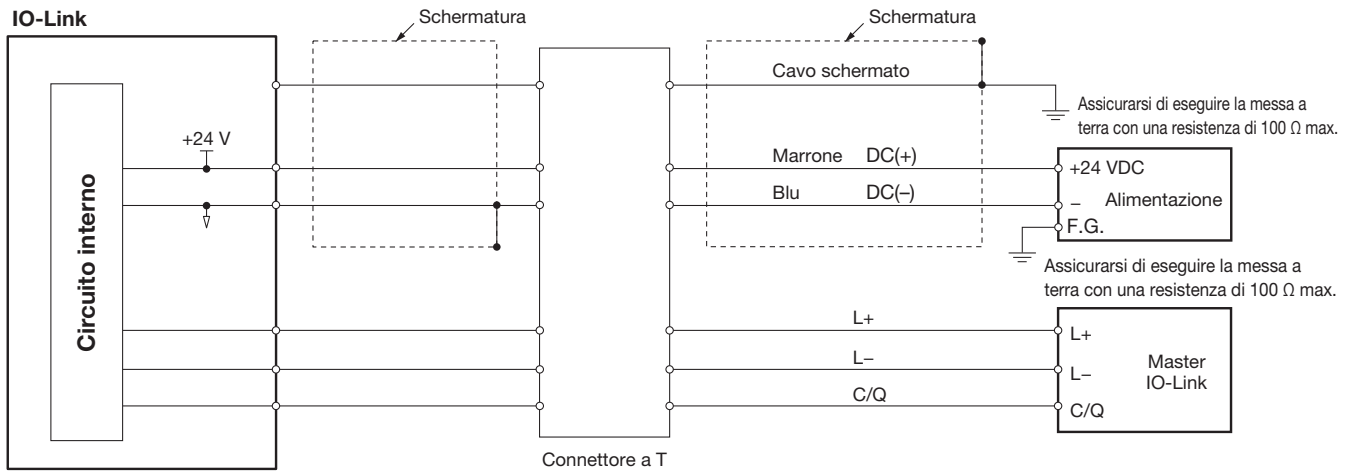 IO-Link
Schermatura
Schermatura
Cavo schermato
Assicurarsi di eseguire la messa a
terra con una resistenza di 100 Ω max.
+24 V
Marrone DC(+)
+24 VDC
Blu DC(–)
– Alimentazione
F.G.
Circuito interno
Assicurarsi di eseguire la messa a
terra con una resistenza di 100 Ω max.
L+
L+
L–
L–
Master
IO-Link
C/Q
C/Q
Connettore a T